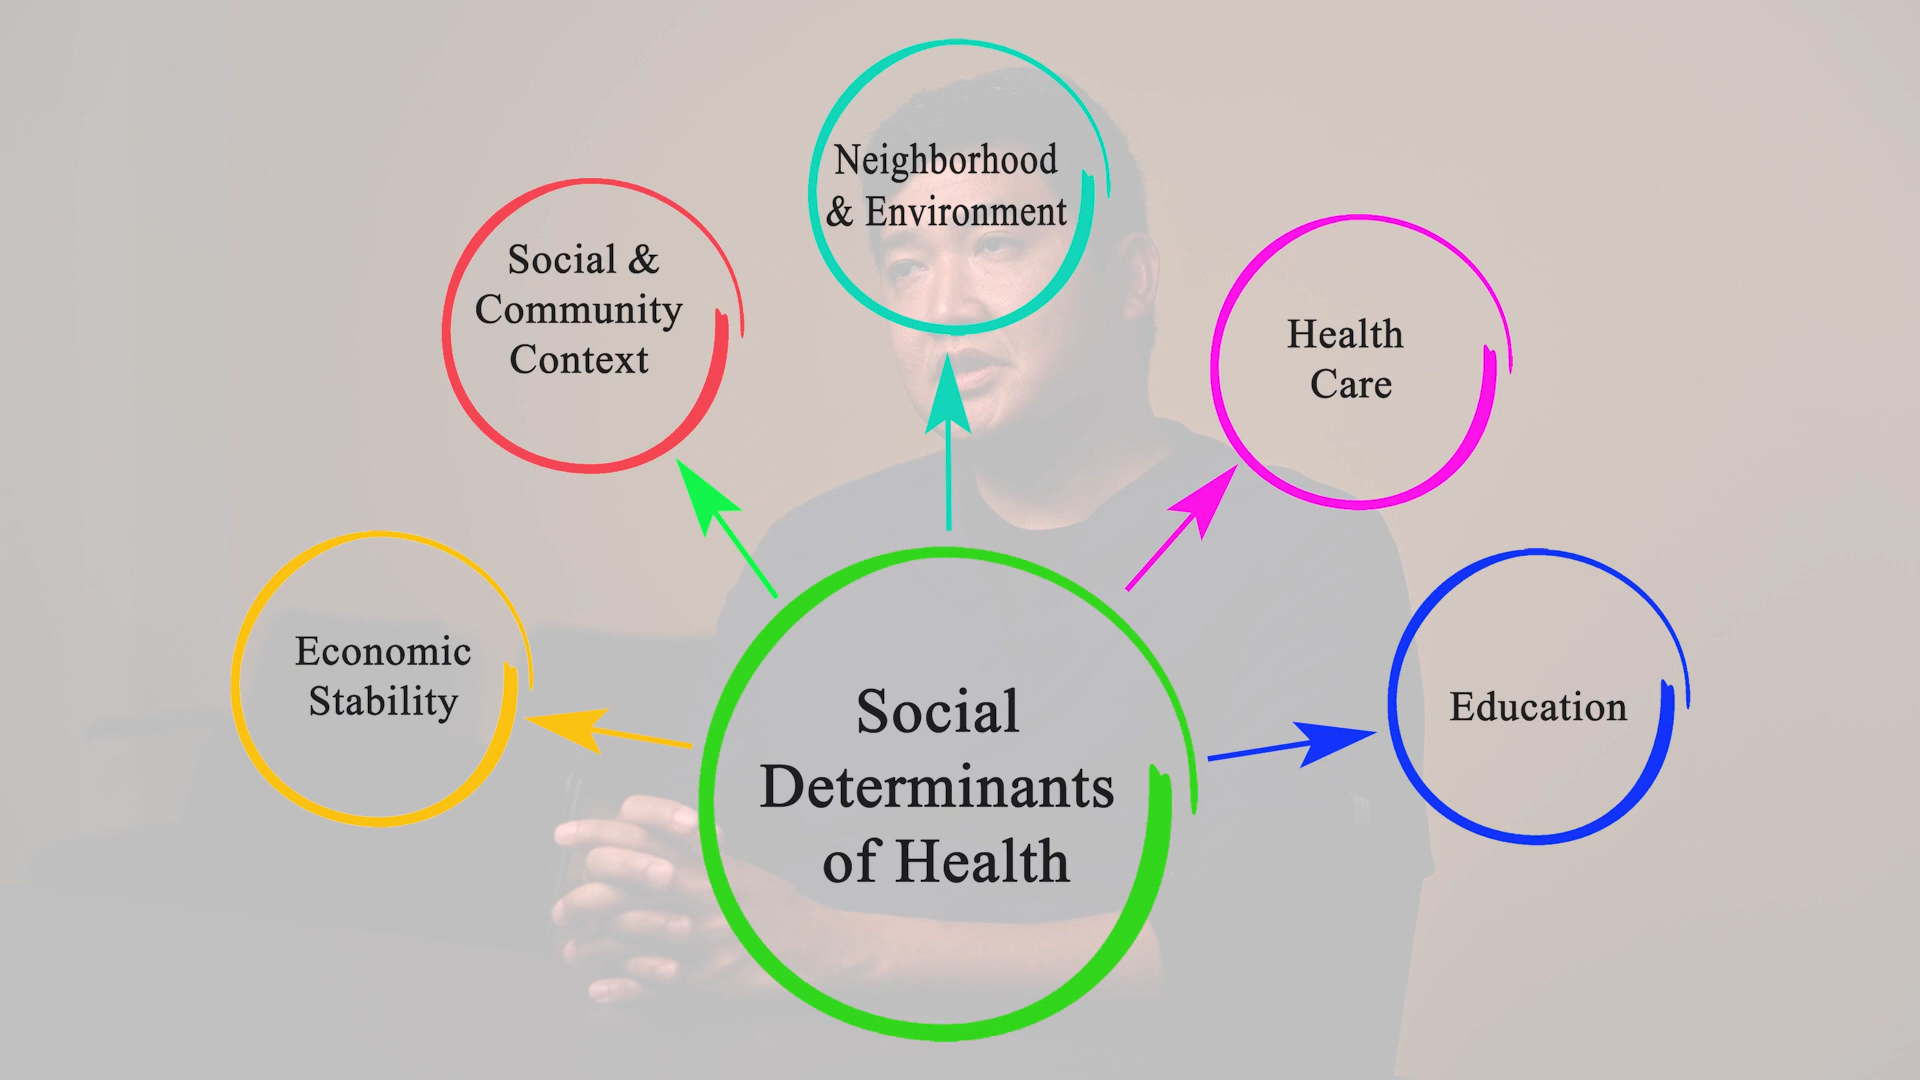 Neighborhood
& Environment
Social &
Community
Context
Health
Care
Economic
Stability
Education
Social
Determinants
of Health